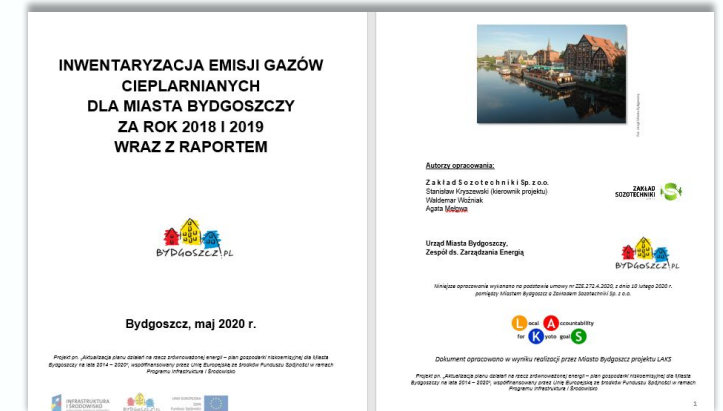 INWENTARYZACJA EMISJI GAZÓW
CIEPLARNIANYCH
DLA MIASTA BYDGOSZCZY
ZA ROK 2018 I 2019
WRAZ Z RAPORTEM
BYDGOSZCZ.PL
Bydgoszcz, maj 2020 r.
Projekt pn. „Aktualizacja planu działań na rzecz zrównoważonej energii – plan gospodarki niskoemisyjnej dla Miasta
Bydgoszczy na lata 2014 – 2020”, współfinansowany przez Unię Europejską ze środków Funduszu Spójności w ramach
Programu Infrastruktura i Środowisko
INFRASTRUKTURA
I ŚRODOWISKO
BYDGOSZCZ.PL
UNIA EUROPEJSKA
Fundusz Spójności
Autorzy opracowania:
Zakład Sozotechniki Sp. z o.o.
Stanisław Kryszewski (kierownik projektu)
Waldemar Woźniak
Agata Melowa
ZAKŁAD
SOZOTECHNIKI
Urząd Miasta Bydgoszczy,
Zespół ds. Zarządzania Energią
BYDGOSZCZ.PL
Niniejsze opracowanie wykonano na podstawie umowy nr ZZE.272.4.2020, z dnia 10 lutego 2020 r.
pomiędzy Miastem Bydgoszcz a Zakładem Sozotechniki Sp. z o.o.
Local Accountability
for Kyoto goalS
Dokument opracowano w wyniku realizacji przez Miasto Bydgoszcz projektu LAKS
Projekt pn. „Aktualizacja planu działań na rzecz zrównoważonej energii – plan gospodarki niskoemisyjnej dla Miasta
Bydgoszczy na lata 2014 – 2020”, współfinansowany przez Unię Europejską ze środków Funduszu Spójności w ramach
Programu Infrastruktura i Środowisko
1